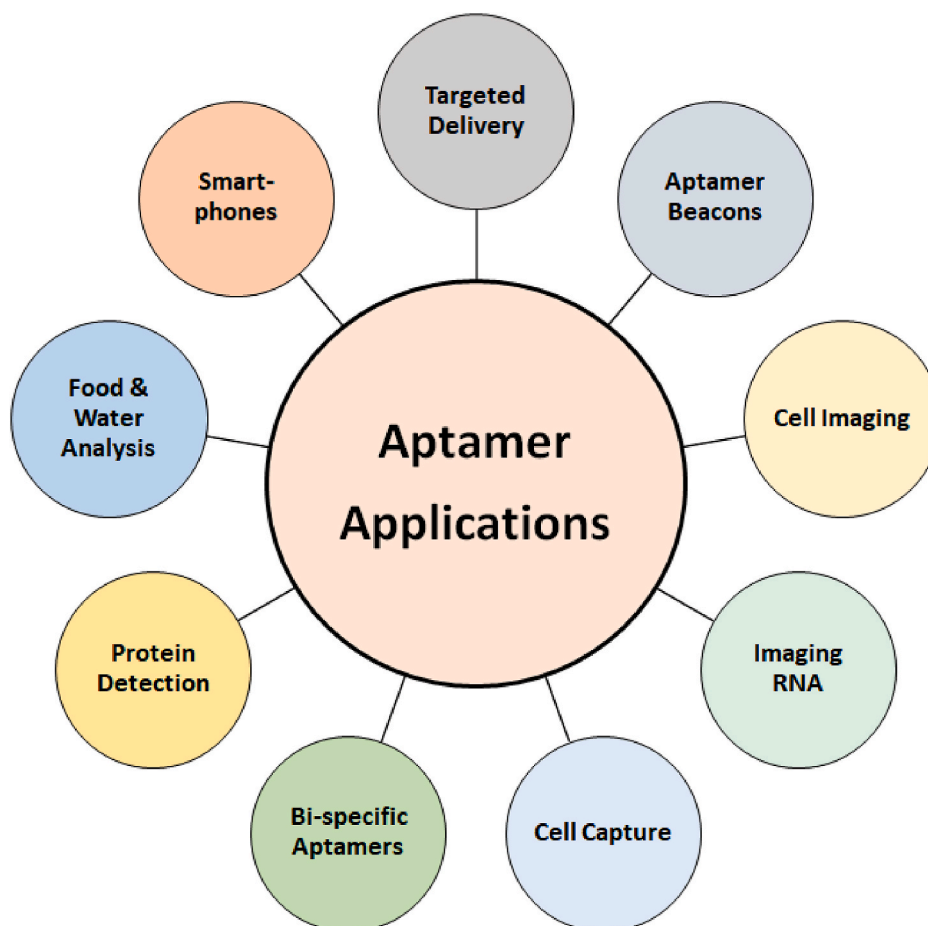 Targeted
Delivery
Smart-
phones
Aptamer
Beacons
Food &
Water
Analysis
Cell Imaging
Aptamer
Applications
Protein
Detection
Imaging
RNA
Bi-specific
Aptamers
Cell Capture